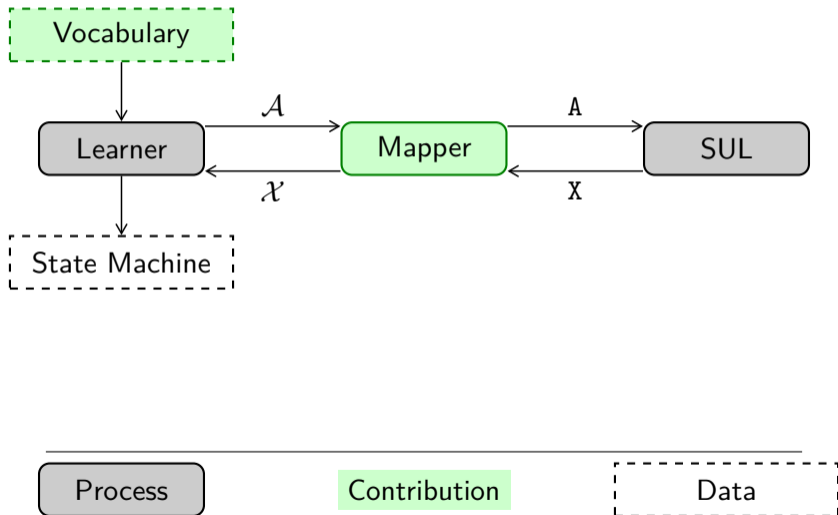 Vocabulary
𝒜 A
Learner Mapper SUL
𝒳 X
State Machine
Process Contribution Data